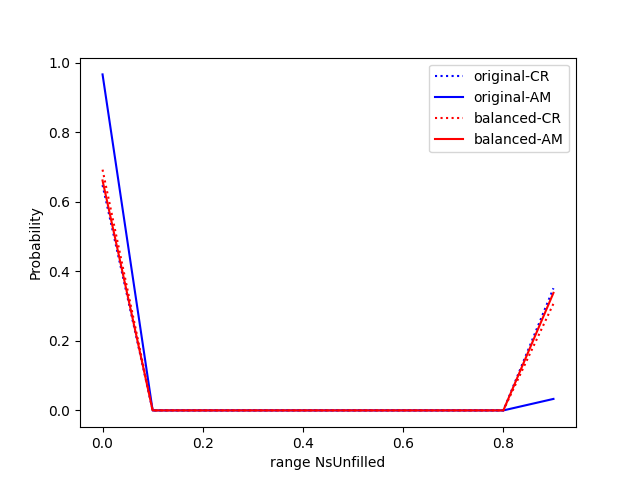 original-CR
original-AM
balanced-CR
balanced-AM
1.0
0.8
0.6
0.4
0.2
0.0
Probability
0.0 0.2 0.4 0.6 0.8
range NsUnfilled